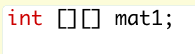 int [][] mat1;